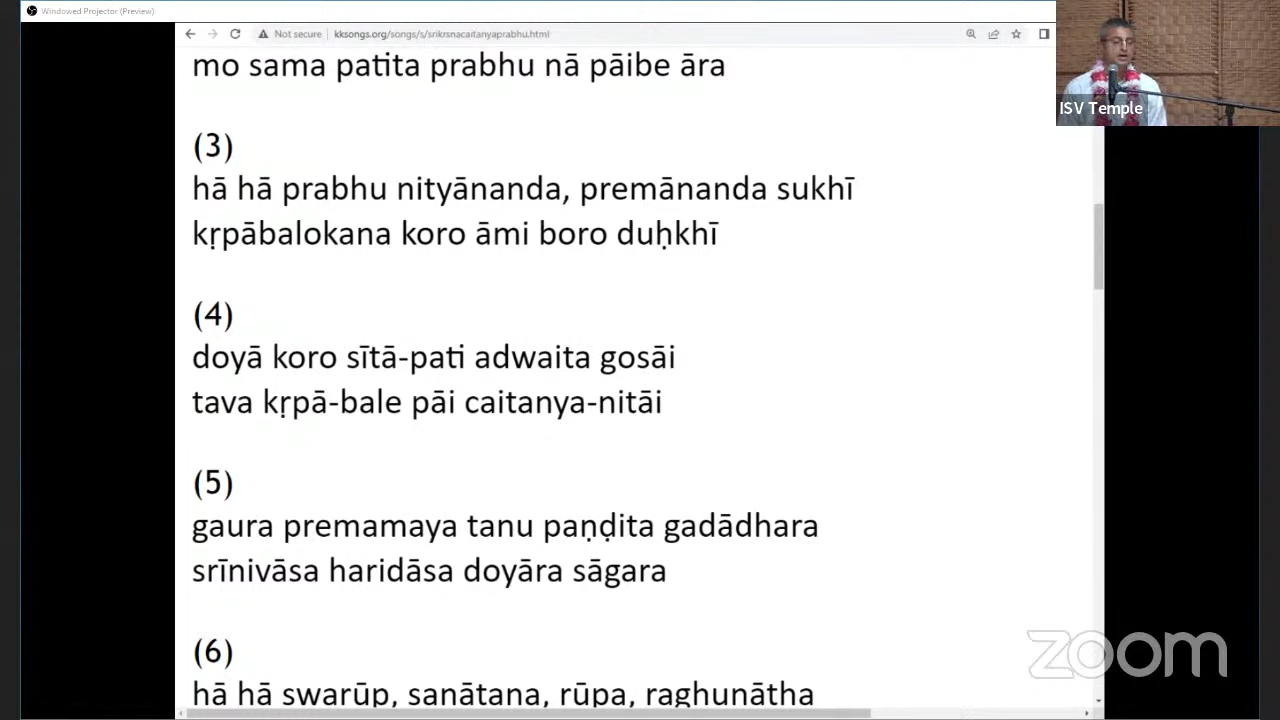 Windowed Projector (Preview)
Not secure
kksongs.org/songs/s/srikrsnacaitanyaprabhu.html
mo sama patita prabhu nā pāibe āra
(3)
hā hā prabhu nityānanda, premānanda sukhī
kṛpābalokana koro āmi boro duḥkhī
(4)
doyā koro sītā-pati adwaita gosāi
tava kṛpā-bale pāi caitanya-nitāi
(5)
gaura premamaya tanu paṇḍita gadādhara
srīnivāsa haridāsa doyāra sāgara
(6)
hā hā swarūp, sanātana, rūpa, raghunātha
ISV Temple
zoom